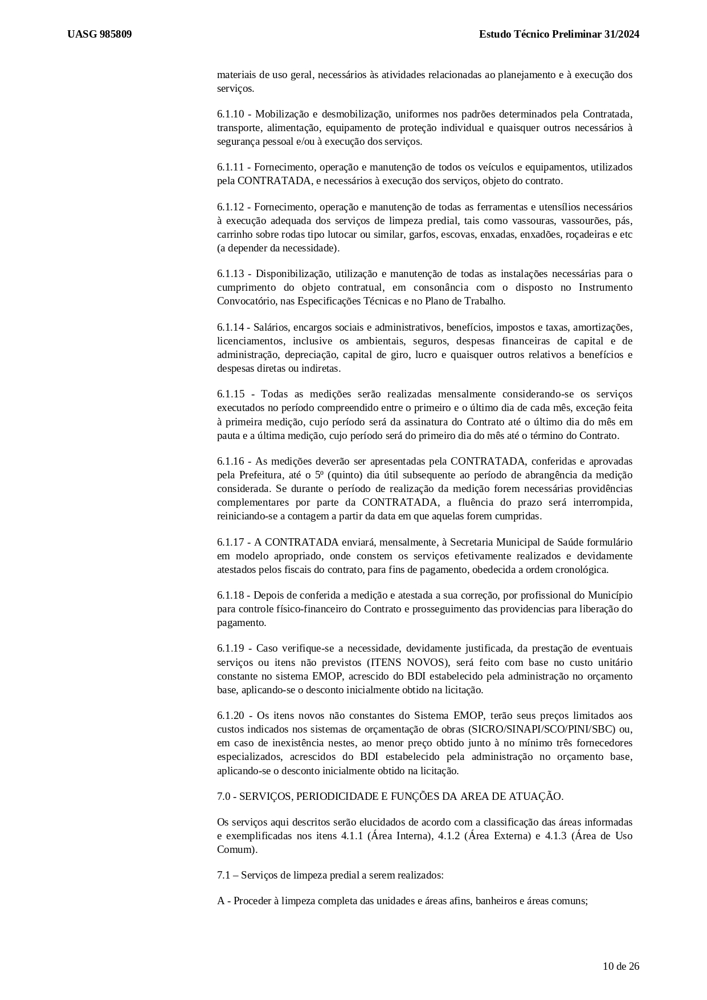 UASG 985809
Estudo Técnico Preliminar 31/2024
materiais de uso geral, necessários às atividades relacionadas ao planejamento e à execução dos
serviços.
6.1.10 - Mobilização e desmobilização, uniformes nos padrões determinados pela Contratada,
transporte, alimentação, equipamento de proteção individual e quaisquer outros necessários à
segurança pessoal e/ou à execução dos serviços.
6.1.11 - Fornecimento, operação e manutenção de todos os veículos e equipamentos, utilizados
pela CONTRATADA, e necessários à execução dos serviços, objeto do contrato.
6.1.12 - Fornecimento, operação e manutenção de todas as ferramentas e utensílios necessários
à execução adequada dos serviços de limpeza predial, tais como vassouras, vassourões, pás,
carrinho sobre rodas tipo lutocar ou similar, garfos, escovas, enxadas, enxadões, roçadeiras e etc
(a depender da necessidade).
6.1.13 - Disponibilização, utilização e manutenção de todas as instalações necessárias para o
cumprimento do objeto contratual, em consonância com o disposto no Instrumento
Convocatório, nas Especificações Técnicas e no Plano de Trabalho.
6.1.14 - Salários, encargos sociais e administrativos, benefícios, impostos e taxas, amortizações,
licenciamentos, inclusive os ambientais, seguros, despesas financeiras de capital e de
administração, depreciação, capital de giro, lucro e quaisquer outros relativos a benefícios e
despesas diretas ou indiretas.
6.1.15 - Todas as medições serão realizadas mensalmente considerando-se os serviços
executados no período compreendido entre o primeiro e o último dia de cada mês, exceção feita
à primeira medição, cujo período será da assinatura do Contrato até o último dia do mês em
pauta e a última medição, cujo período será do primeiro dia do mês até o término do Contrato.
6.1.16 - As medições deverão ser apresentadas pela CONTRATADA, conferidas e aprovadas
pela Prefeitura, até o 5º (quinto) dia útil subsequente ao período de abrangência da medição
considerada. Se durante o período de realização da medição forem necessárias providências
complementares por parte da CONTRATADA, a fluência do prazo será interrompida,
reiniciando-se a contagem a partir da data em que aquelas forem cumpridas.
6.1.17 - A CONTRATADA enviará, mensalmente, à Secretaria Municipal de Saúde formulário
em modelo apropriado, onde constem os serviços efetivamente realizados e devidamente
atestados pelos fiscais do contrato, para fins de pagamento, obedecida a ordem cronológica.
6.1.18 - Depois de conferida a medição e atestada a sua correção, por profissional do Município
para controle físico-financeiro do Contrato e prosseguimento das providencias para liberação do
pagamento.
6.1.19 - Caso verifique-se a necessidade, devidamente justificada, da prestação de eventuais
serviços ou itens não previstos (ITENS NOVOS), será feito com base no custo unitário
constante no sistema EMOP, acrescido do BDI estabelecido pela administração no orçamento
base, aplicando-se o desconto inicialmente obtido na licitação.
6.1.20 - Os itens novos não constantes do Sistema EMOP, terão seus preços limitados aos
custos indicados nos sistemas de orçamentação de obras (SICRO/SINAPI/SCO/PINI/SBC) ou,
em caso de inexistência nestes, ao menor preço obtido junto à no mínimo três fornecedores
especializados, acrescidos do BDI estabelecido pela administração no orçamento base,
aplicando-se o desconto inicialmente obtido na licitação.
7.0 - SERVIÇOS, PERIODICIDADE E FUNÇÕES DA AREA DE ATUAÇÃO.
Os serviços aqui descritos serão elucidados de acordo com a classificação das áreas informadas
e exemplificadas nos itens 4.1.1 (Área Interna), 4.1.2 (Área Externa) e 4.1.3 (Área de Uso
Comum).
7.1 – Serviços de limpeza predial a serem realizados:
A - Proceder à limpeza completa das unidades e áreas afins, banheiros e áreas comuns;
10 de 26